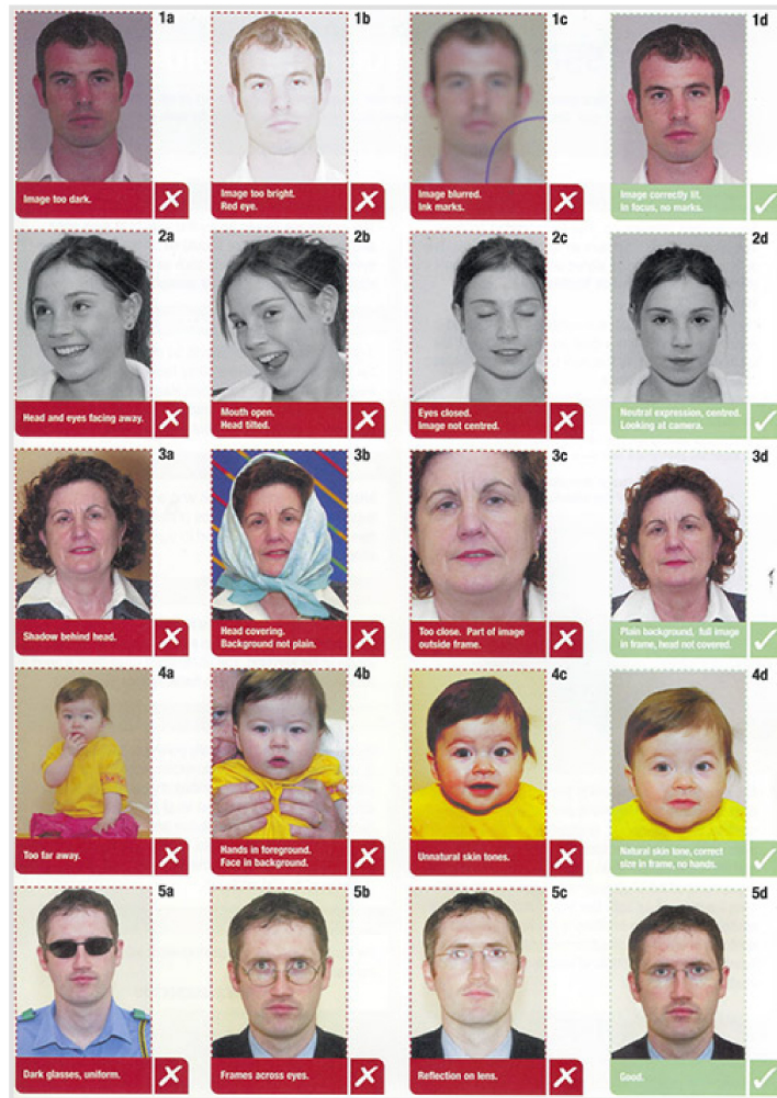 1a
1b
1c
1d
Image too dark.
Image too bright.
Red eye.
Image blurred.
Ink marks.
Image correctly lit.
In focus, no marks.
2a
2b
2c
2d
Head and eyes facing away.
Mouth open.
Head tilted.
Eyes closed.
Image not centred.
Neutral expression, centred.
Looking at camera.
3a
3b
3c
3d
Shadow behind head.
Head covering.
Background not plain.
Too close. Part of image
outside frame.
Plain background, full image
in frame, head not covered.
4a
4b
4c
4d
Too far away.
Hands in foreground.
Face in background.
Unnatural skin tones.
Natural skin tone, correct
size in frame, no hands.
5a
5b
5c
5d
Dark glasses, uniform.
Frames across eyes.
Reflection on lens.
Good.